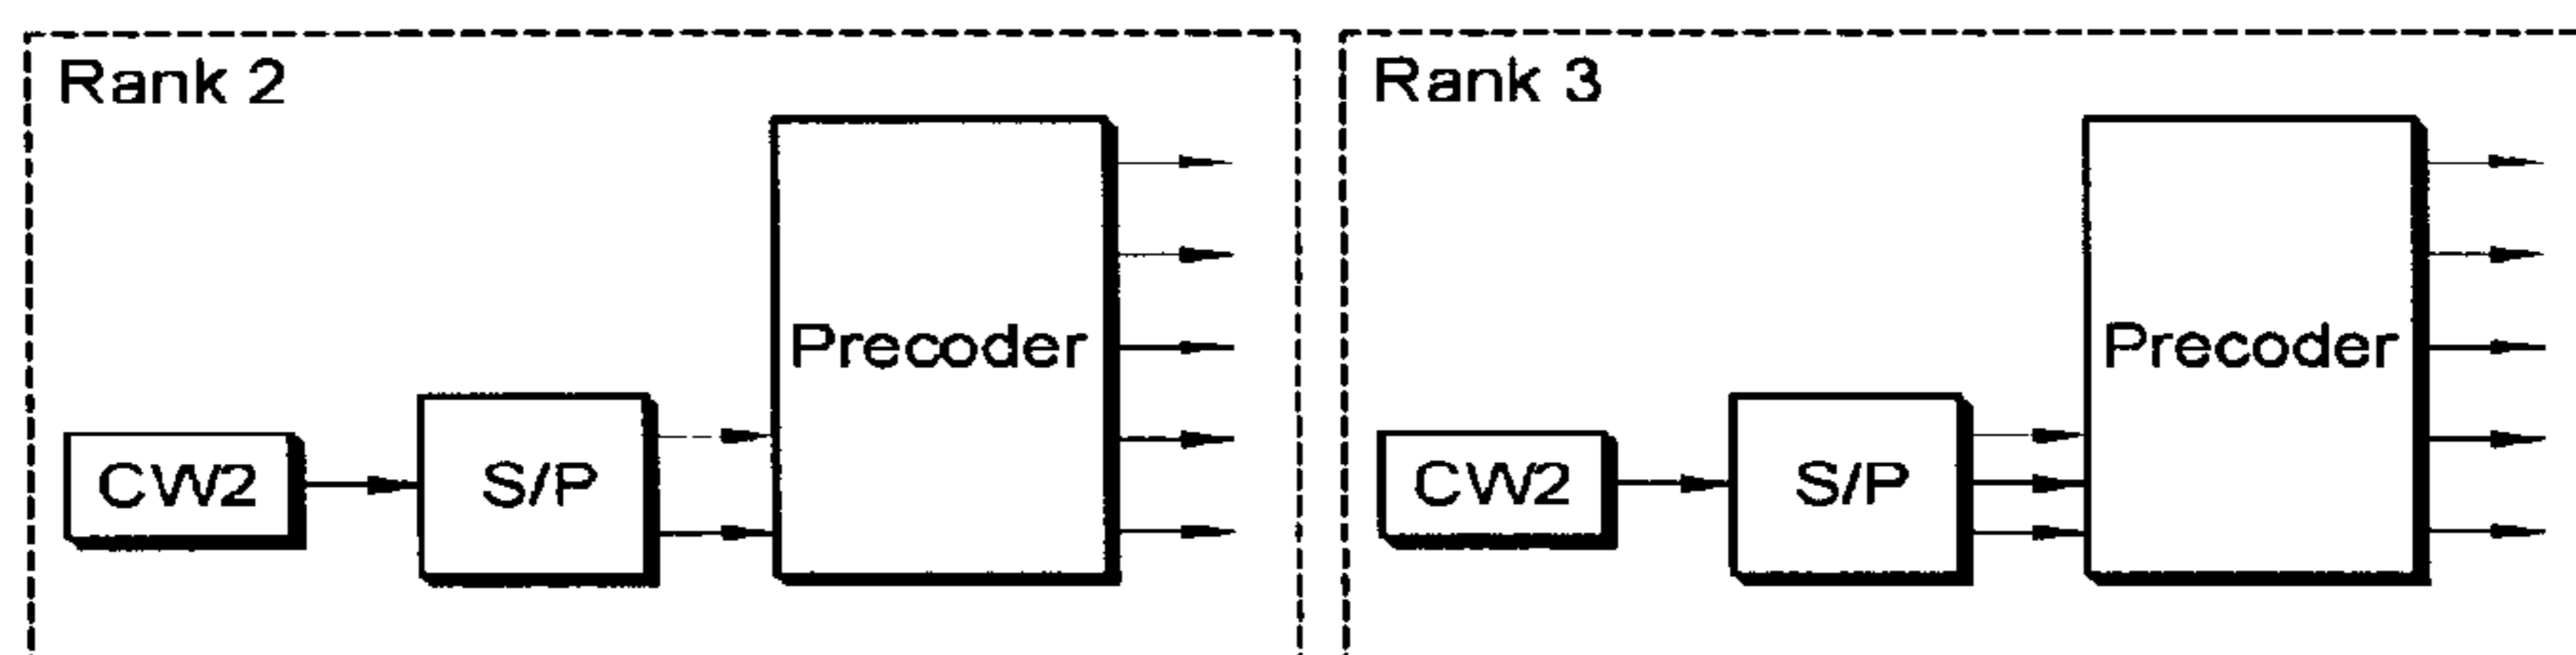 Rank 2
Precoder
CW2
S/P
Rank 3
Precoder
CW2
S/P